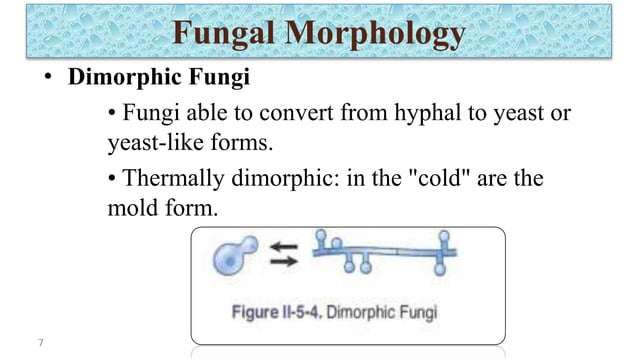 Fungal Morphology
• Dimorphic Fungi
• Fungi able to convert from hyphal to yeast or
yeast-like forms.
• Thermally dimorphic: in the "cold" are the
mold form.
Figure II-5-4. Dimorphic Fungi
7